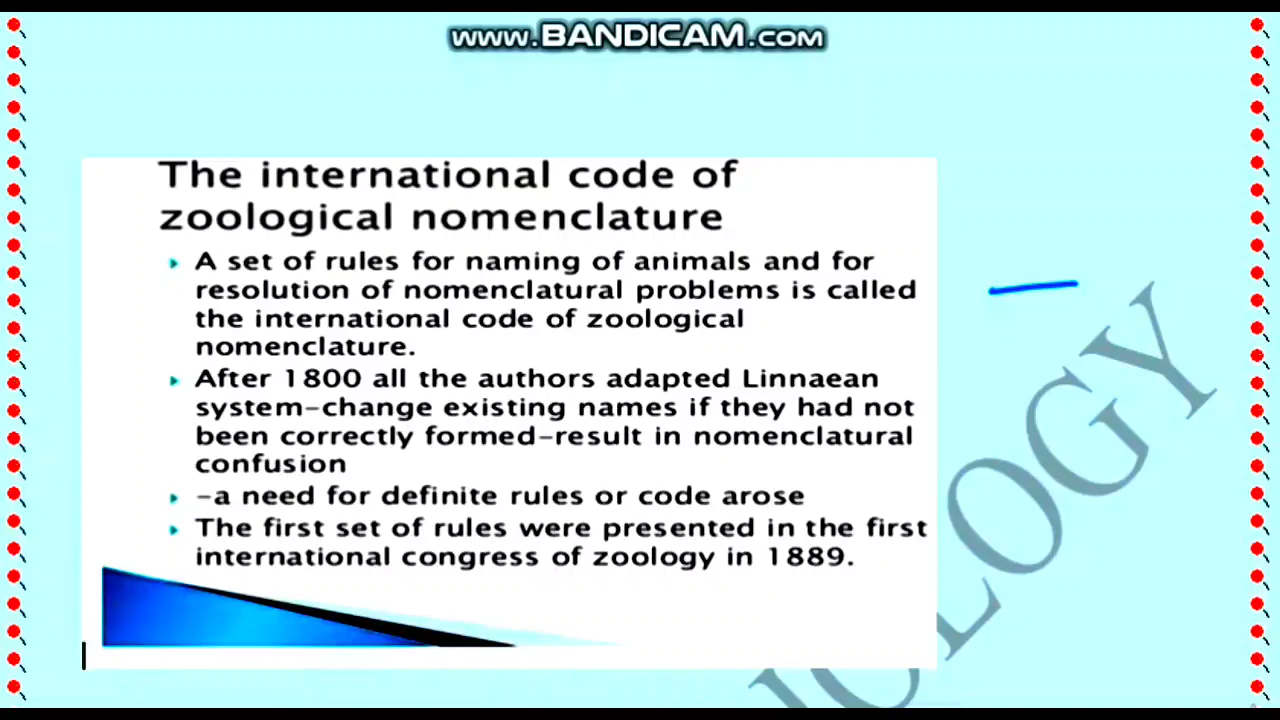 www.BANDICAM.com
The international code of
zoological nomenclature
A set of rules for naming of animals and for
resolution of nomenclatural problems is called
the international code of zoological
nomenclature.
After 1800 all the authors adapted Linnaean
system-change existing names if they had not
been correctly formed-result in nomenclatural
confusion
-a need for definite rules or code arose
The first set of rules were presented in the first
international congress of zoology in 1889.
OLOGY